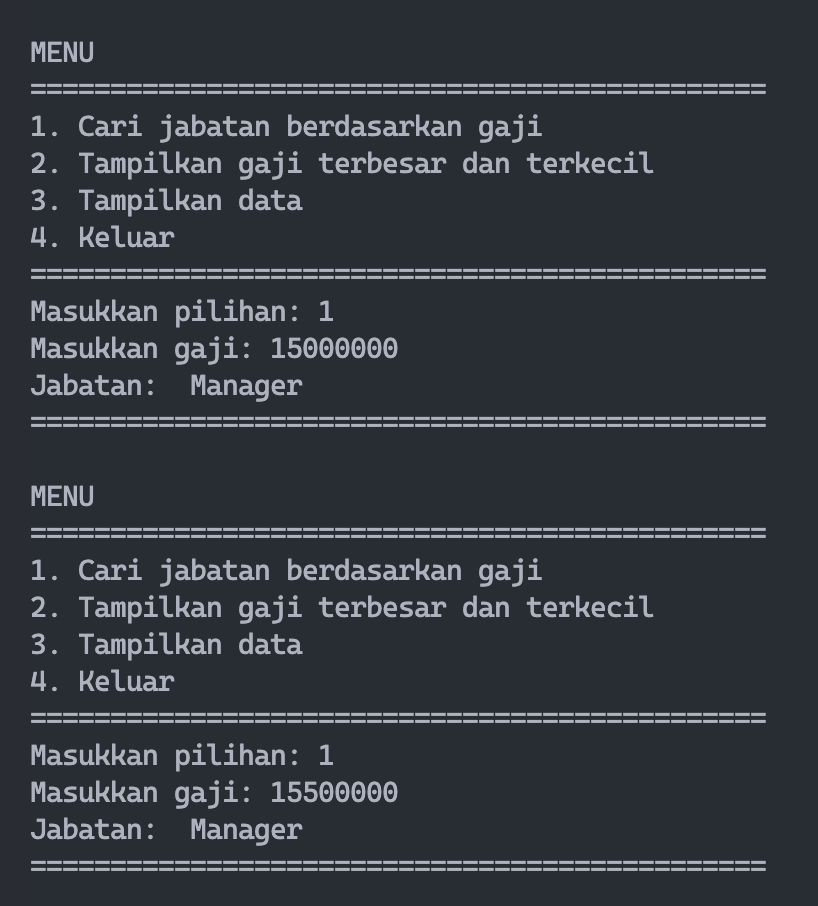 MENU
==============================================
1. Cari jabatan berdasarkan gaji
2. Tampilkan gaji terbesar dan terkecil
3. Tampilkan data
4. Keluar
==============================================
Masukkan pilihan: 1
Masukkan gaji: 15000000
Jabatan:  Manager
==============================================

MENU
==============================================
1. Cari jabatan berdasarkan gaji
2. Tampilkan gaji terbesar dan terkecil
3. Tampilkan data
4. Keluar
==============================================
Masukkan pilihan: 1
Masukkan gaji: 15500000
Jabatan:  Manager
==============================================